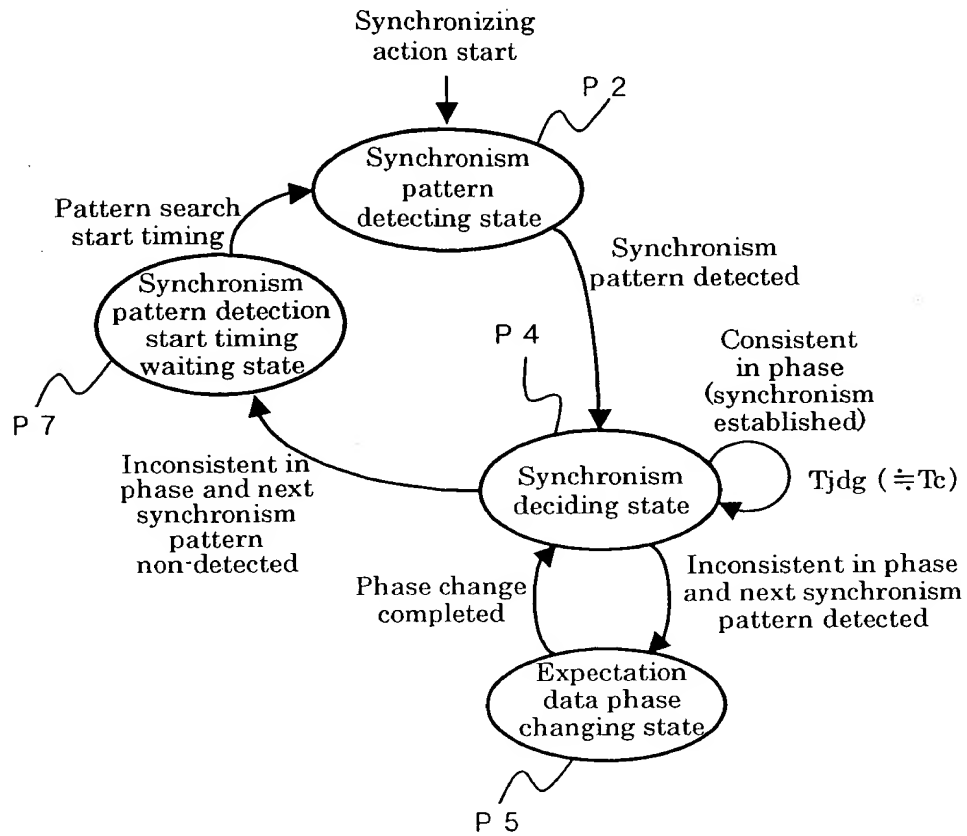 Synchronizing
action start
P 2
Synchronism
pattern
detecting state
Pattern search
start timing
Synchronism
pattern detected
Synchronism
pattern detection
start timing
waiting state
P 7
P 4
Consistent
in phase
(synchronism
established)
Tjdg (≒Tc)
Synchronism
deciding state
Inconsistent in
phase and next
synchronism
pattern
non-detected
Phase change
completed
Inconsistent in phase
and next synchronism
pattern detected
Expectation
data phase
changing state
P 5